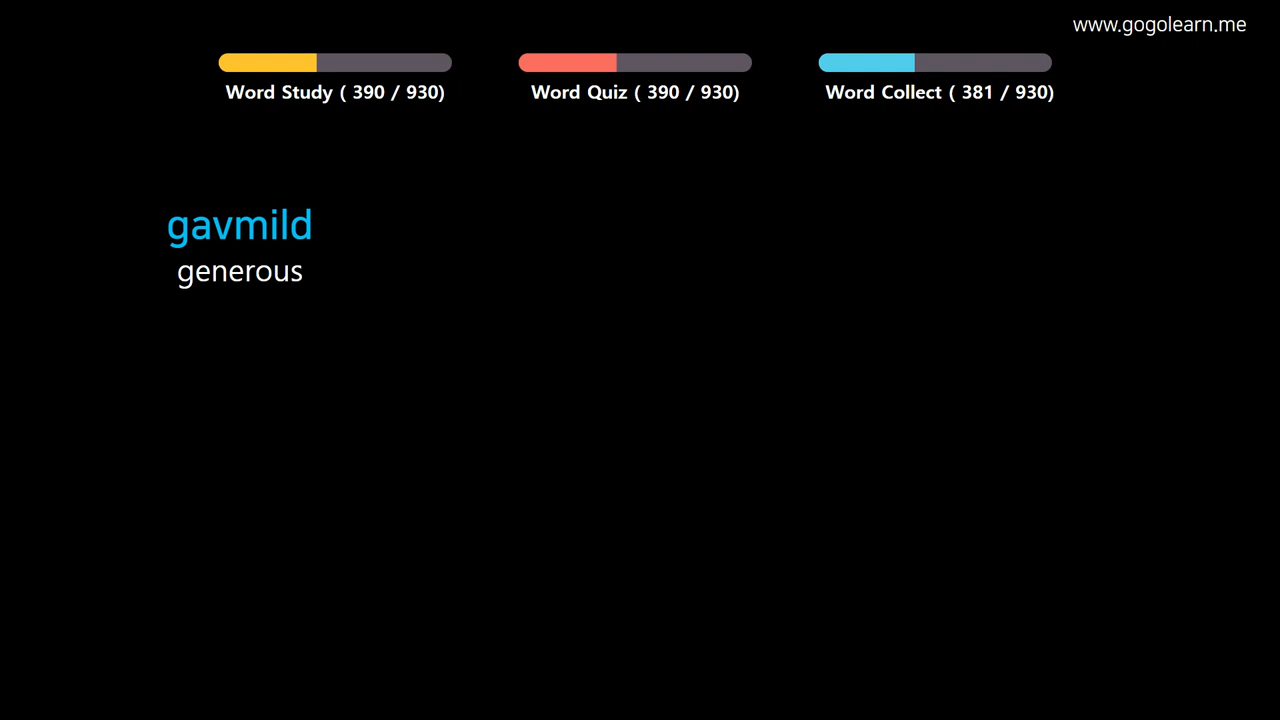 www.gogolearn.me
Word Study ( 390 / 930)
Word Quiz ( 390 / 930)
Word Collect ( 381 / 930)
gavmild
generous